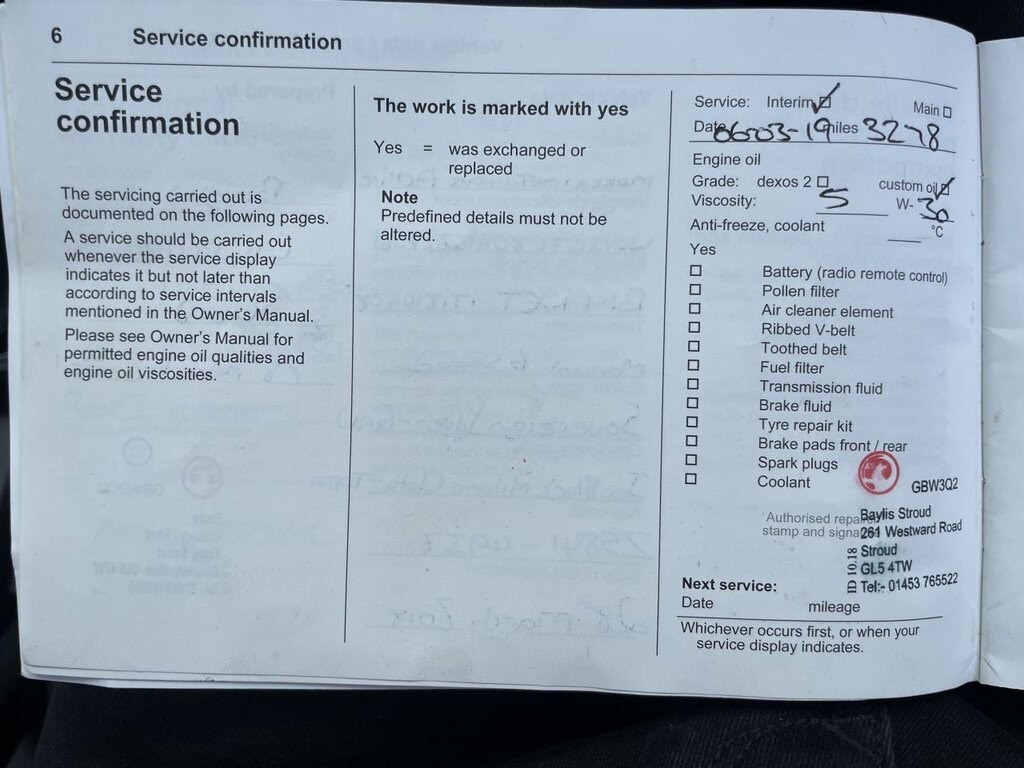 6 Service confirmation
Service
confirmation
The servicing carried out is
documented on the following pages.
A service should be carried out
whenever the service display
indicates it but not later than
according to service intervals
mentioned in the Owner's Manual.
Please see Owner's Manual for
permitted engine oil qualities and
engine oil viscosities.
The work is marked with yes
Yes = was exchanged or
replaced
Note
Predefined details must not be
altered.
Service: Interim Main
Date 06-03-19 miles 3278
Engine oil
Grade: dexos 2 custom oil
Viscosity: 5 W- 30
Anti-freeze, coolant °C
Yes
Battery (radio remote control)
Pollen filter
Air cleaner element
Ribbed V-belt
Toothed belt
Fuel filter
Transmission fluid
Brake fluid
Tyre repair kit
Brake pads front / rear
Spark plugs
Coolant
GBW3Q2
Authorised repairer
stamp and signa
Baylis Stroud
261 Westward Road
Stroud
GL5 4TW
Tel:- 01453 765522
ID 10.18
Next service:
Date mileage
Whichever occurs first, or when your
service display indicates.